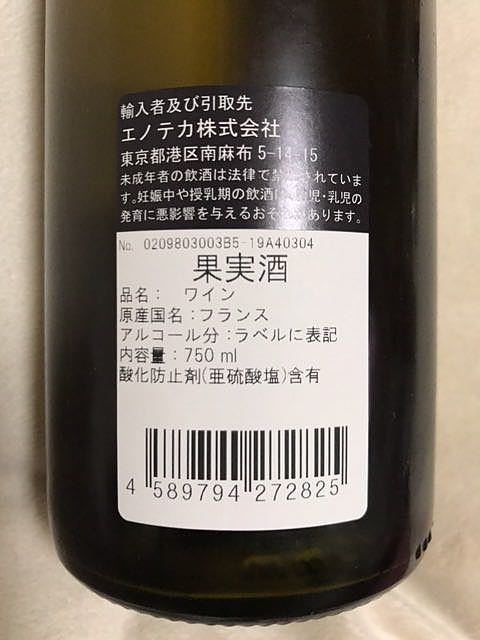 輸入者及び引取先
エノテカ株式会社
東京都港区南麻布 5-14-15
未成年者の飲酒は法律で禁止されていま
す。妊娠中や授乳期の飲酒は、胎児・乳児の
発育に悪影響を与えるおそれがあります。
No. 0209803003B5-19A40304
果実酒
品名： ワイン
原産国名：フランス
アルコール分：ラベルに表記
内容量：750 ml
酸化防止剤(亜硫酸塩)含有
4 589794 272825